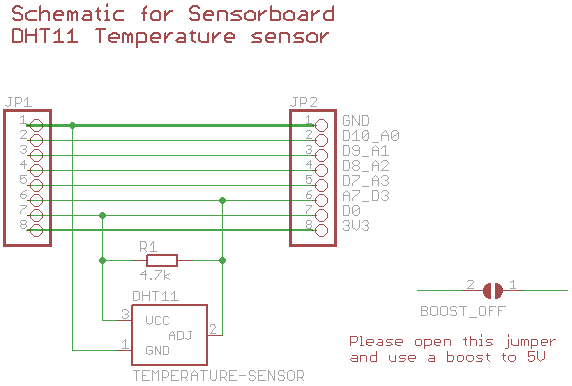 Schematic for Sensorboard
DHT11 Temperature sensor
JP1
JP2
1
1
GND
2
2
D10_A0
3
3
D9_A1
4
4
D8_A2
5
5
D7_A3
6
6
A7_D3
7
7
D0
8
8
3V3
R1
4.7k
DHT11
3
VCC
ADJ
2
1
GND
TEMPERATURE-SENSOR
2
1
BOOST_OFF
Please open this jumper
and use a boost to 5V